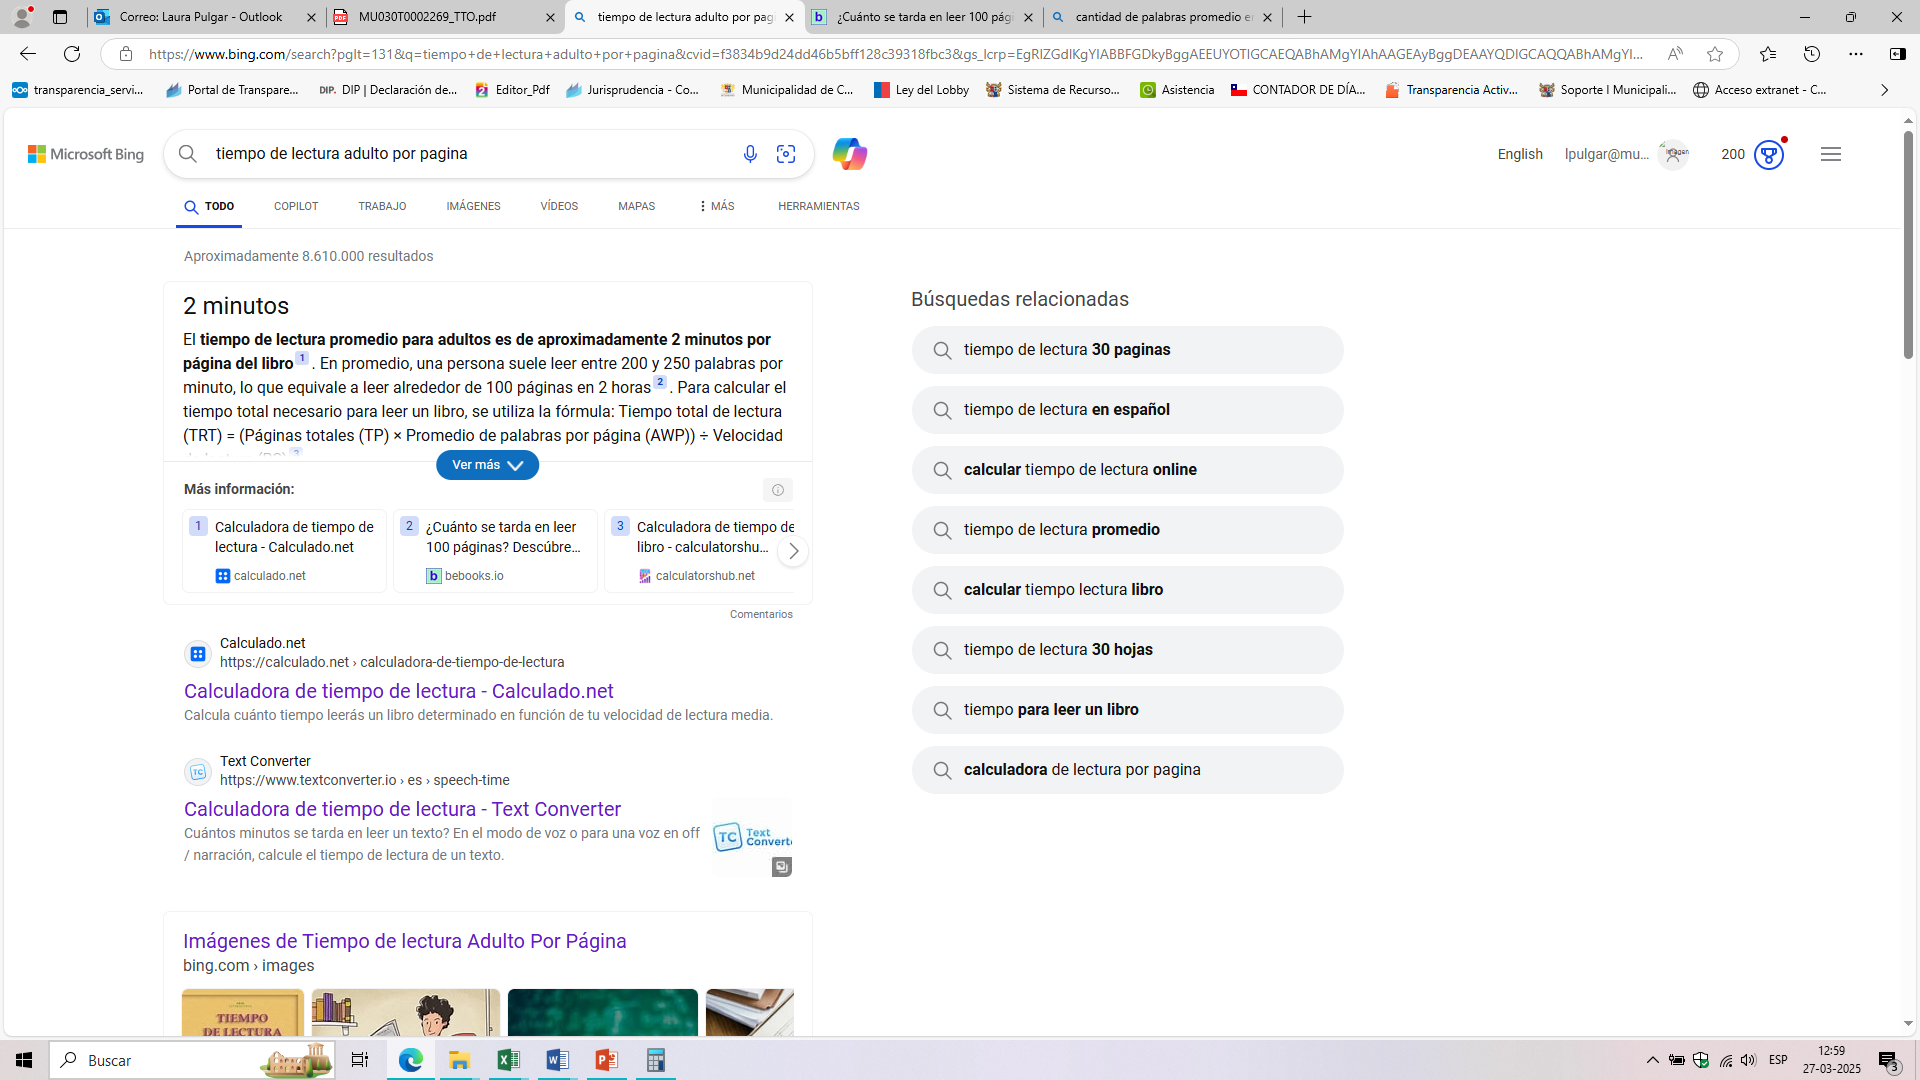 Correo: Laura Pulgar - Outlook
MU030T0002269_TTO.pdf
tiempo de lectura adulto por pagi
¿Cuánto se tarda en leer 100 pági
cantidad de palabras promedio e
https://www.bing.com/search?pglt=131&q=tiempo+de+lectura+adulto+por+pagina&cvid=f3834b9d24dd46b5bff128c39318fbc3&gs_lcrp=EgRlZGdlKgYIABBFGDkyBggAEEUYOTIGCAEQABhAMgYIAhAAGEAyBggDEAAYQDIGCAQQABhAMgYI...
transparencia_servi...
Portal de Transpare...
DIP. DIP | Declaración de...
Editor_Pdf
Jurisprudencia - Co...
Municipalidad de C...
Ley del Lobby
Sistema de Recurso...
Asistencia
CONTADOR DE DÍA...
Transparencia Activ...
Soporte I Municipali...
Acceso extranet - C...
Microsoft Bing
tiempo de lectura adulto por pagina
English
lpulgar@mu...
200
TODO
COPILOT
TRABAJO
IMÁGENES
VÍDEOS
MAPAS
MÁS
HERRAMIENTAS
Aproximadamente 8.610.000 resultados
2 minutos
El tiempo de lectura promedio para adultos es de aproximadamente 2 minutos por
página del libro 1 . En promedio, una persona suele leer entre 200 y 250 palabras por
minuto, lo que equivale a leer alrededor de 100 páginas en 2 horas 2 . Para calcular el
tiempo total necesario para leer un libro, se utiliza la fórmula: Tiempo total de lectura
(TRT) = (Páginas totales (TP) × Promedio de palabras por página (AWP)) ÷ Velocidad
Ver más
Más información:
1 Calculadora de tiempo de
lectura - Calculado.net
calculado.net
2 ¿Cuánto se tarda en leer
100 páginas? Descúbre...
bebooks.io
3 Calculadora de tiempo de
libro - calculatorshu...
calculatorshub.net
Comentarios
Calculado.net
https://calculado.net › calculadora-de-tiempo-de-lectura
Calculadora de tiempo de lectura - Calculado.net
Calcula cuánto tiempo leerás un libro determinado en función de tu velocidad de lectura media.
Text Converter
https://www.textconverter.io › es › speech-time
Calculadora de tiempo de lectura - Text Converter
Cuántos minutos se tarda en leer un texto? En el modo de voz o para una voz en off
/ narración, calcule el tiempo de lectura de un texto.
TC Text
Converte
Imágenes de Tiempo de lectura Adulto Por Página
bing.com › images
TIEMPO
DE LECTURA
Búsquedas relacionadas
tiempo de lectura 30 paginas
tiempo de lectura en español
calcular tiempo de lectura online
tiempo de lectura promedio
calcular tiempo lectura libro
tiempo de lectura 30 hojas
tiempo para leer un libro
calculadora de lectura por pagina
Buscar
ESP
12:59
27-03-2025
3